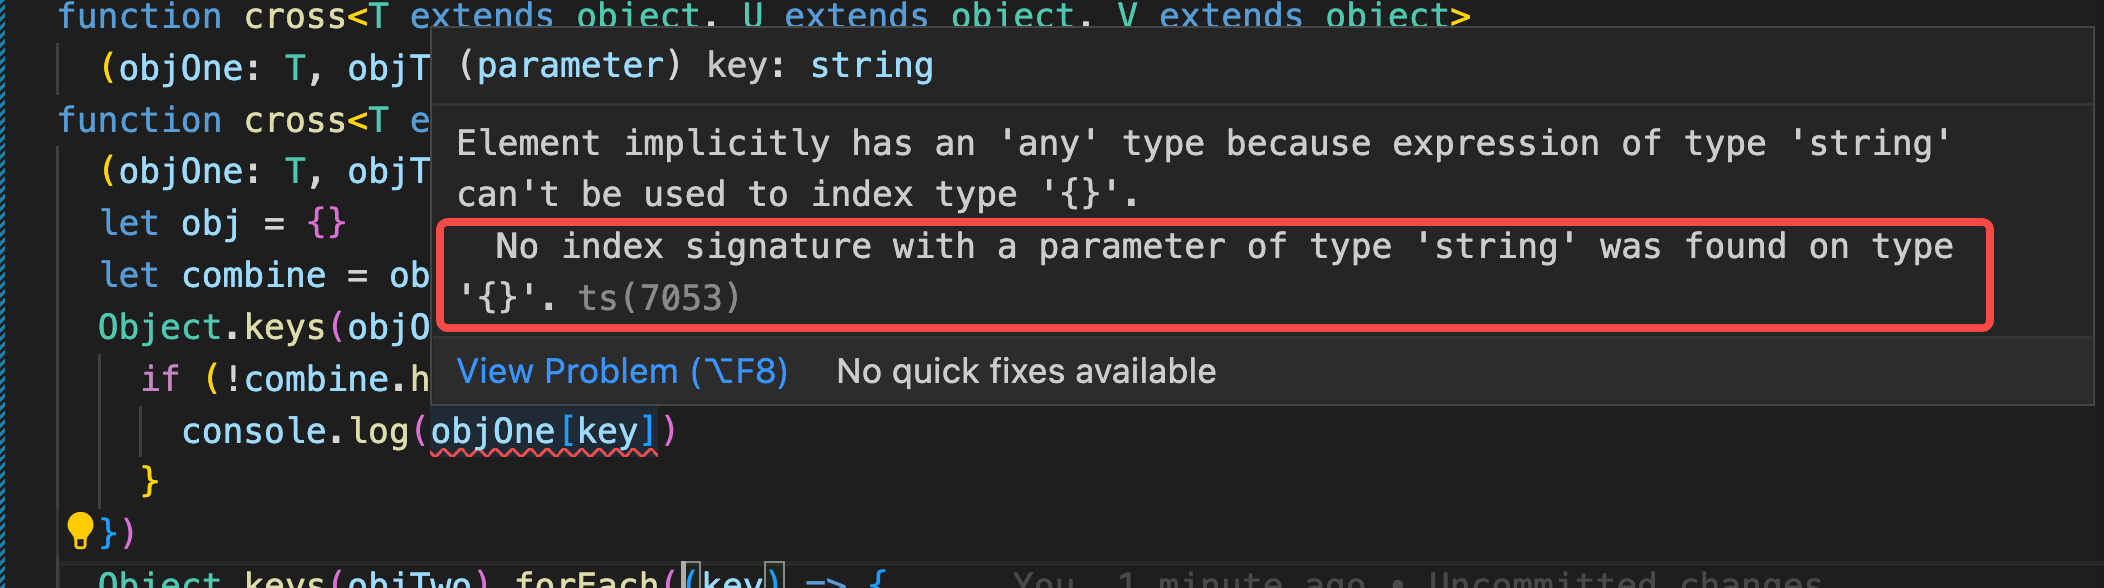 function cross<T extends object, U extends object, V extends object>
(objOne: T, objT
(parameter) key: string
function cross<T e
Element implicitly has an 'any' type because expression of type 'string'
(objOne: T, objT
can't be used to index type '{}'.
let obj = {}
No index signature with a parameter of type 'string' was found on type
let combine = ob
'{}'. ts(7053)
Object.keys(objO
if (!combine.h
View Problem (⌥F8) No quick fixes available
console.log(objOne[key])
}
})
Object.keys(objTwo).forEach((key) => { You, 1 minute ago • Uncommitted changes